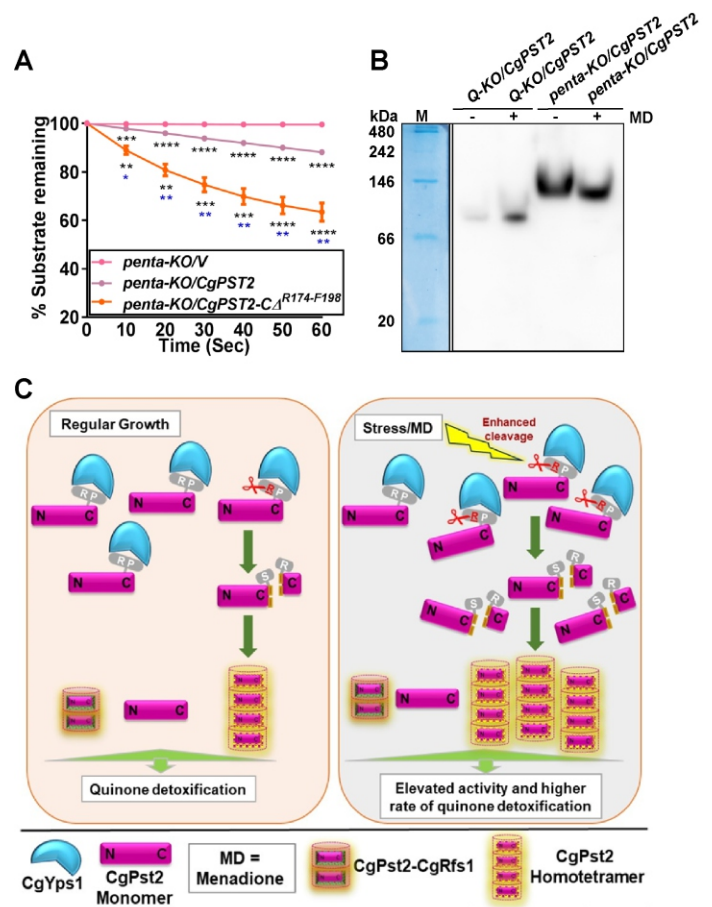 A
% Substrate remaining
100
80
60
40
20
0 10 20 30 40 50 60
Time (Sec)
*** **** **** **** **** ****
** ** *** *** **** ****
* ** ** ** ** **
penta-KO/V
penta-KO/CgPST2
penta-KO/CgPST2-CΔR174-F198
B
Q-KO/CgPST2
Q-KO/CgPST2
penta-KO/CgPST2
penta-KO/CgPST2
kDa M - + - + MD
480
242
146
66
20
C
Regular Growth
R P
N C
R P
N C
R P
N C
R P
N C
S R
N C C
N C
Quinone detoxification
Stress/MD
Enhanced
cleavage
R P
N C
R P
N C
R P
N C
R P
N C
S R
N C C
S R
N C C
S R
N C C
N C
Elevated activity and higher
rate of quinone detoxification
CgYps1
N C
CgPst2
Monomer
MD =
Menadione
CgPst2-CgRfs1
CgPst2
Homotetramer